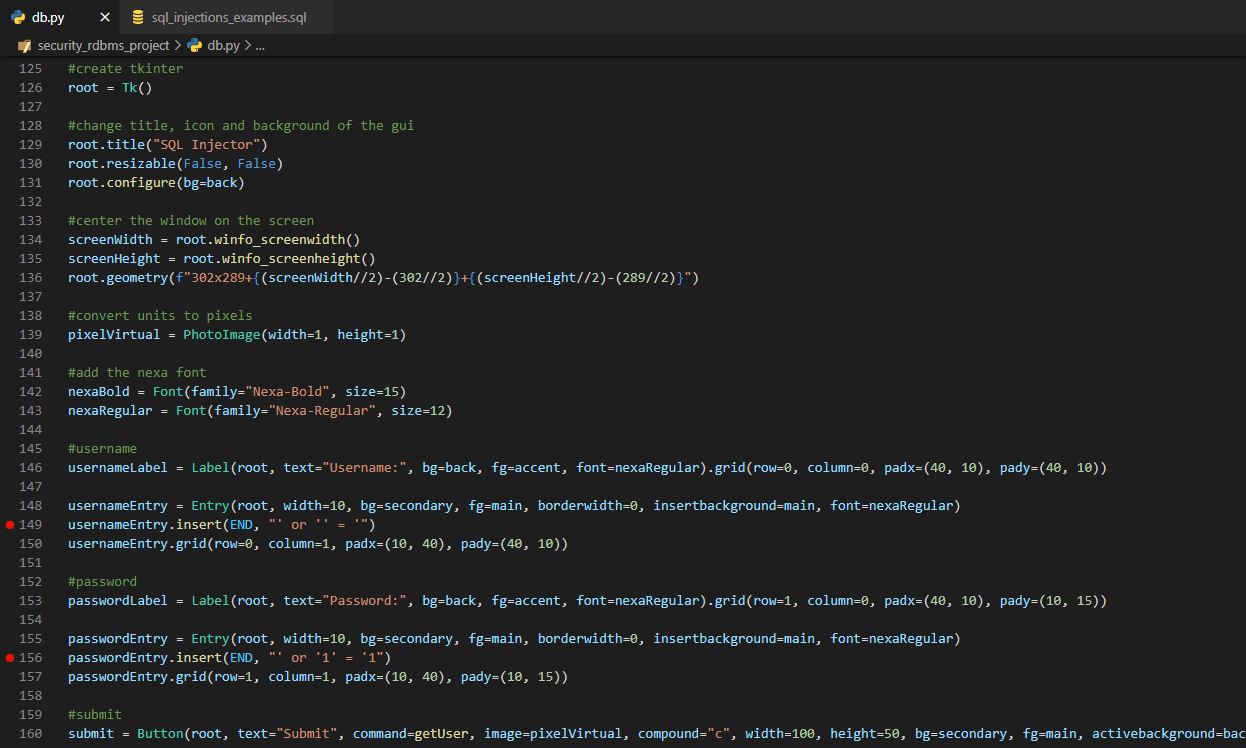 db.py
sql_injections_examples.sql
security_rdbms_project > db.py > ...
125 #create tkinter
126 root = Tk()
127
128 #change title, icon and background of the gui
129 root.title("SQL Injector")
130 root.resizable(False, False)
131 root.configure(bg=back)
132
133 #center the window on the screen
134 screenWidth = root.winfo_screenwidth()
135 screenHeight = root.winfo_screenheight()
136 root.geometry(f"302x289+{(screenWidth//2)-(302//2)}+{(screenHeight//2)-(289//2)}")
137
138 #convert units to pixels
139 pixelVirtual = PhotoImage(width=1, height=1)
140
141 #add the nexa font
142 nexaBold = Font(family="Nexa-Bold", size=15)
143 nexaRegular = Font(family="Nexa-Regular", size=12)
144
145 #username
146 usernameLabel = Label(root, text="Username:", bg=back, fg=accent, font=nexaRegular).grid(row=0, column=0, padx=(40, 10), pady=(40, 10))
147
148 usernameEntry = Entry(root, width=10, bg=secondary, fg=main, borderwidth=0, insertbackground=main, font=nexaRegular)
149 usernameEntry.insert(END, "' or '' = '")
150 usernameEntry.grid(row=0, column=1, padx=(10, 40), pady=(40, 10))
151
152 #password
153 passwordLabel = Label(root, text="Password:", bg=back, fg=accent, font=nexaRegular).grid(row=1, column=0, padx=(40, 10), pady=(10, 15))
154
155 passwordEntry = Entry(root, width=10, bg=secondary, fg=main, borderwidth=0, insertbackground=main, font=nexaRegular)
156 passwordEntry.insert(END, "' or '1' = '1")
157 passwordEntry.grid(row=1, column=1, padx=(10, 40), pady=(10, 15))
158
159 #submit
160 submit = Button(root, text="Submit", command=getUser, image=pixelVirtual, compound="c", width=100, height=50, bg=secondary, fg=main, activebackground=bac